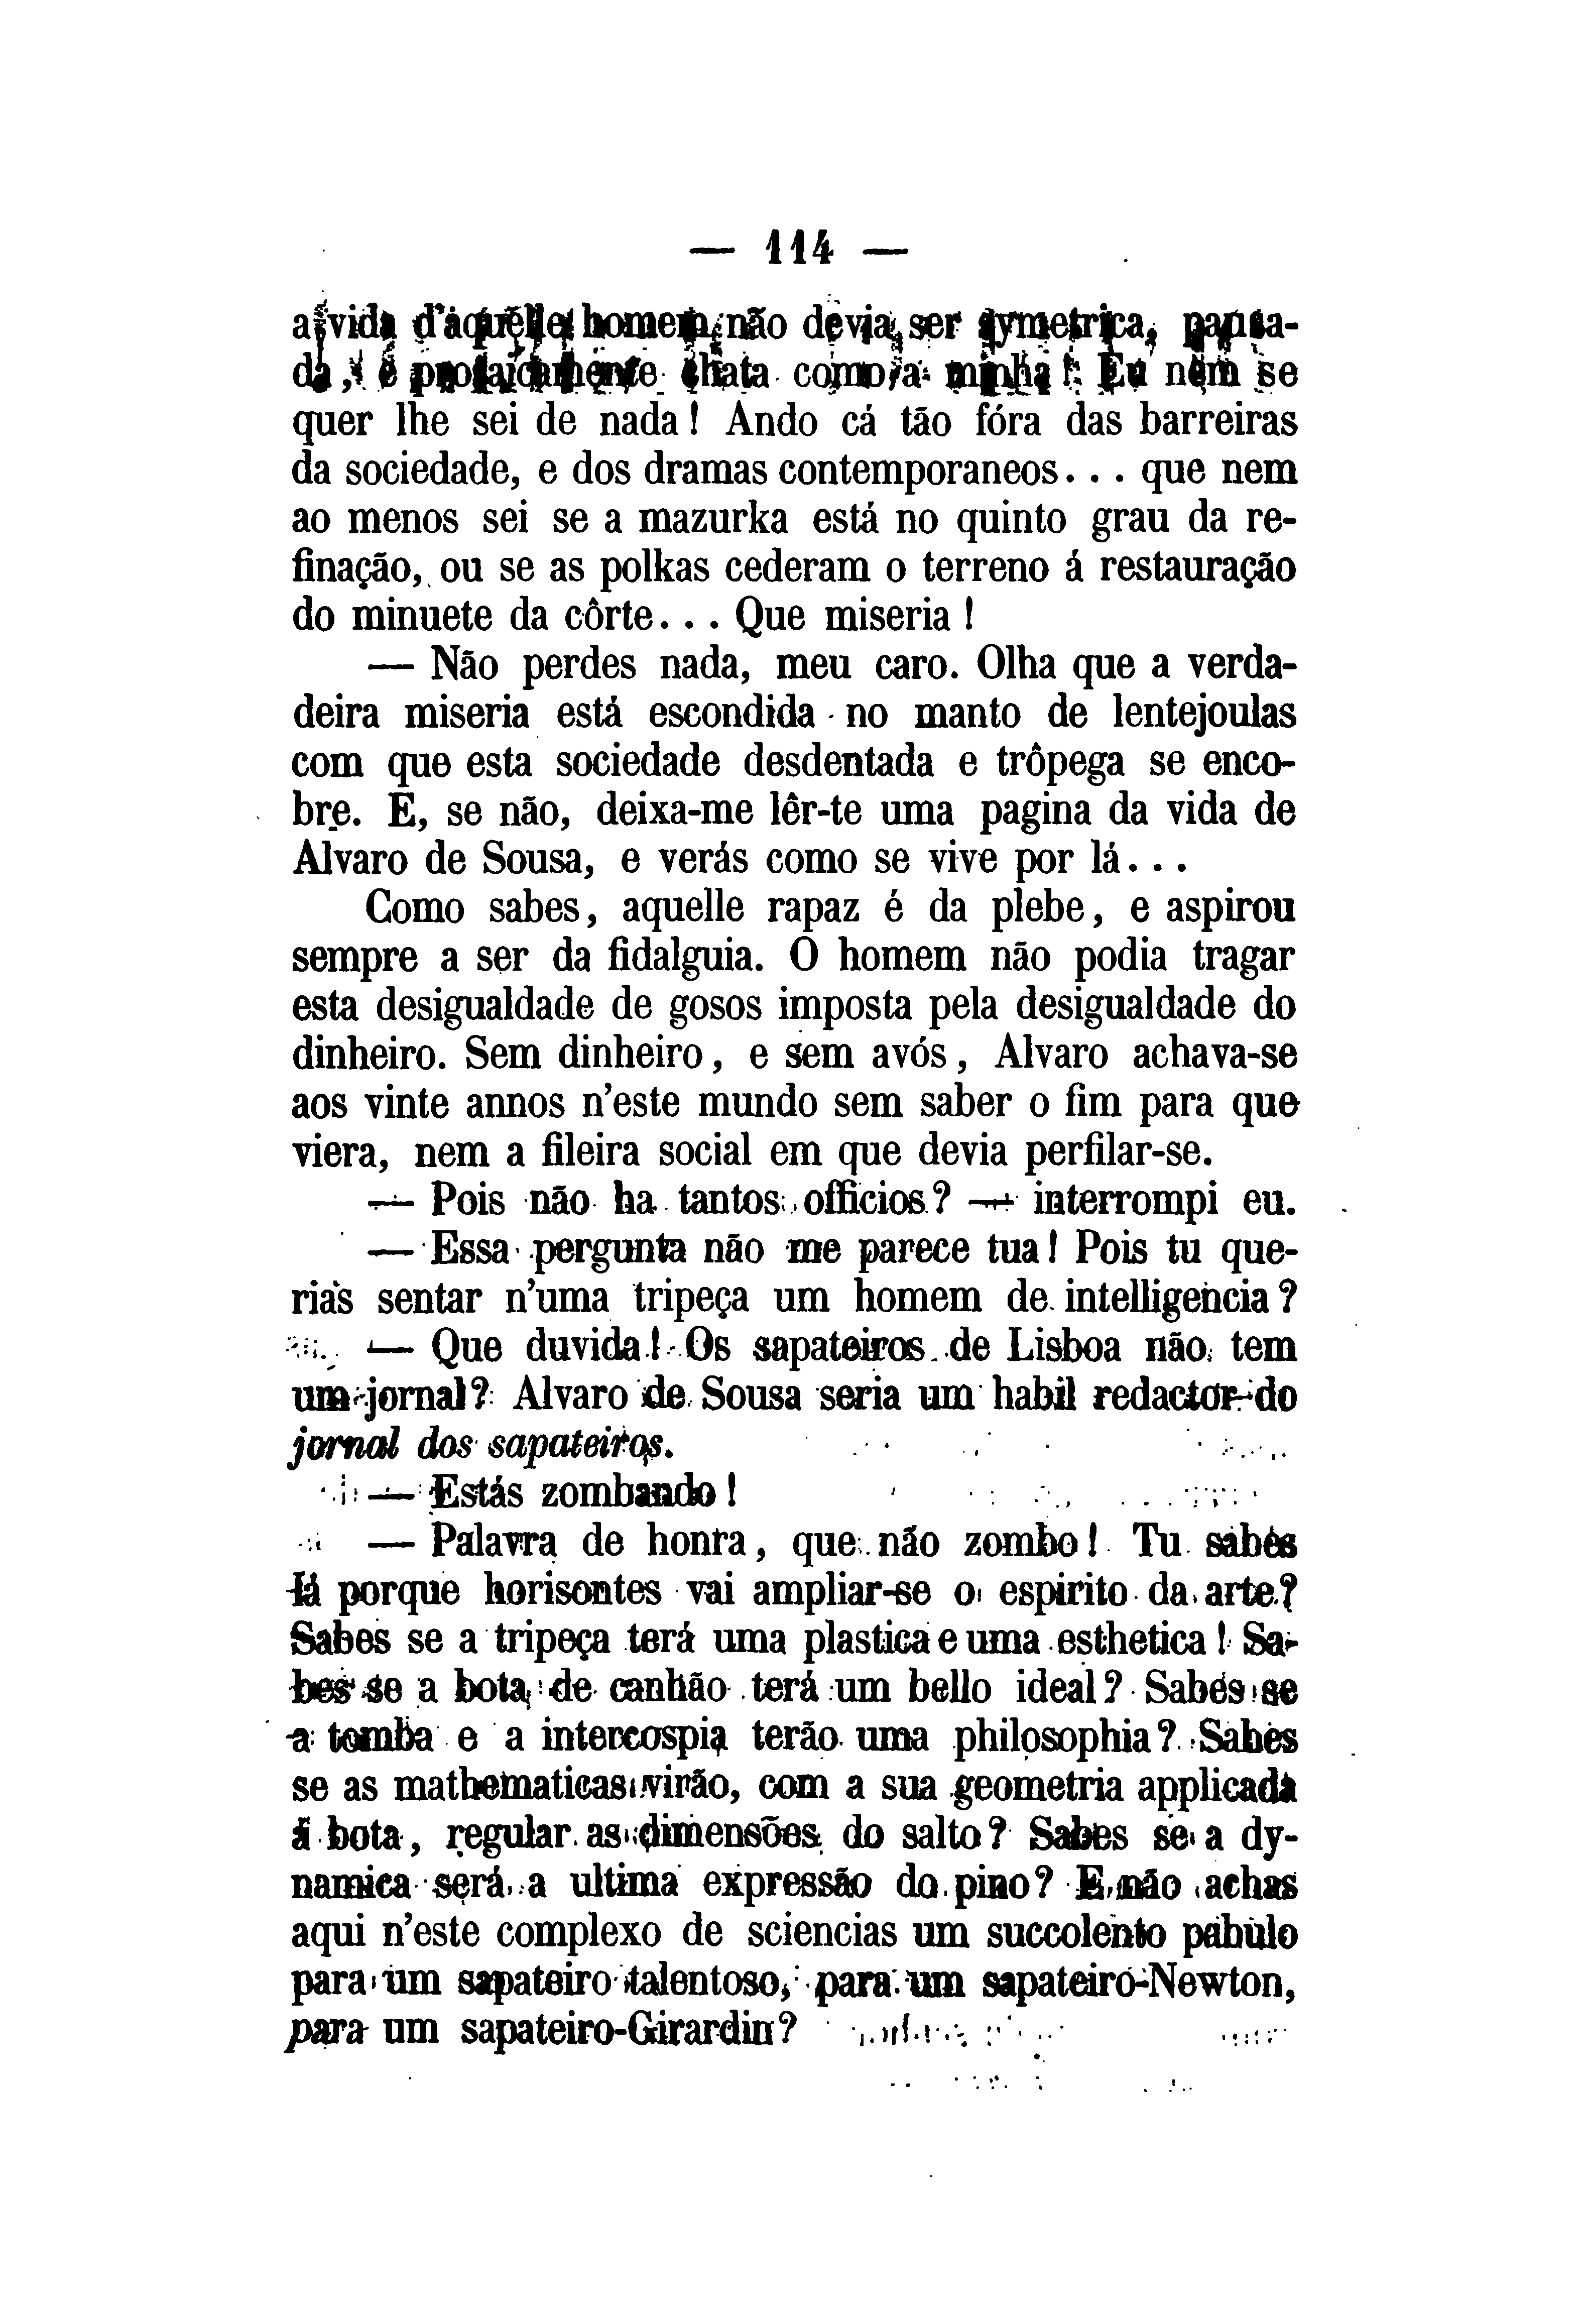 — 114 —
a vida d'aquelle homem não devia ser symetrica, pausa-
da, e prosaicamente chata como a minha! Eu nem se
quer lhe sei de nada! Ando cá tão fóra das barreiras
da sociedade, e dos dramas contemporaneos... que nem
ao menos sei se a mazurka está no quinto grau da re-
finação, ou se as polkas cederam o terreno á restauração
do minuete da côrte... Que miseria!
— Não perdes nada, meu caro. Olha que a verda-
deira miseria está escondida no manto de lentejoulas
com que esta sociedade desdentada e trôpega se enco-
bre. E, se não, deixa-me lêr-te uma pagina da vida de
Alvaro de Sousa, e verás como se vive por lá...
Como sabes, aquelle rapaz é da plebe, e aspirou
sempre a ser da fidalguia. O homem não podia tragar
esta desigualdade de gosos imposta pela desigualdade do
dinheiro. Sem dinheiro, e sem avós, Alvaro achava-se
aos vinte annos n'este mundo sem saber o fim para que
viera, nem a fileira social em que devia perfilar-se.
— Pois não ha tantos officios? — interrompi eu.
— Essa pergunta não me parece tua! Pois tu que-
rias sentar n'uma tripeça um homem de intelligencia?
— Que duvida! Os sapateiros de Lisboa não tem
um jornal? Alvaro de Sousa seria um habil redactor do
jornal dos sapateiros.
— Estás zombando!
— Palavra de honra, que não zombo! Tu sabes
lá porque horisontes vai ampliar-se o espirito da arte?
Sabes se a tripeça terá uma plastica e uma esthetica! Sa-
bes se a bota de canhão terá um bello ideal? Sabes se
a tomba e a intercospia terão uma philosophia? Sabes
se as mathematicas virão, com a sua geometria applicada
á bota, regular as dimensões do salto? Sabes se a dy-
namica será a ultima expressão do pino? E não achas
aqui n'este complexo de sciencias um succolento pabulo
para um sapateiro talentoso, para um sapateiro-Newton,
para um sapateiro-Girardin?